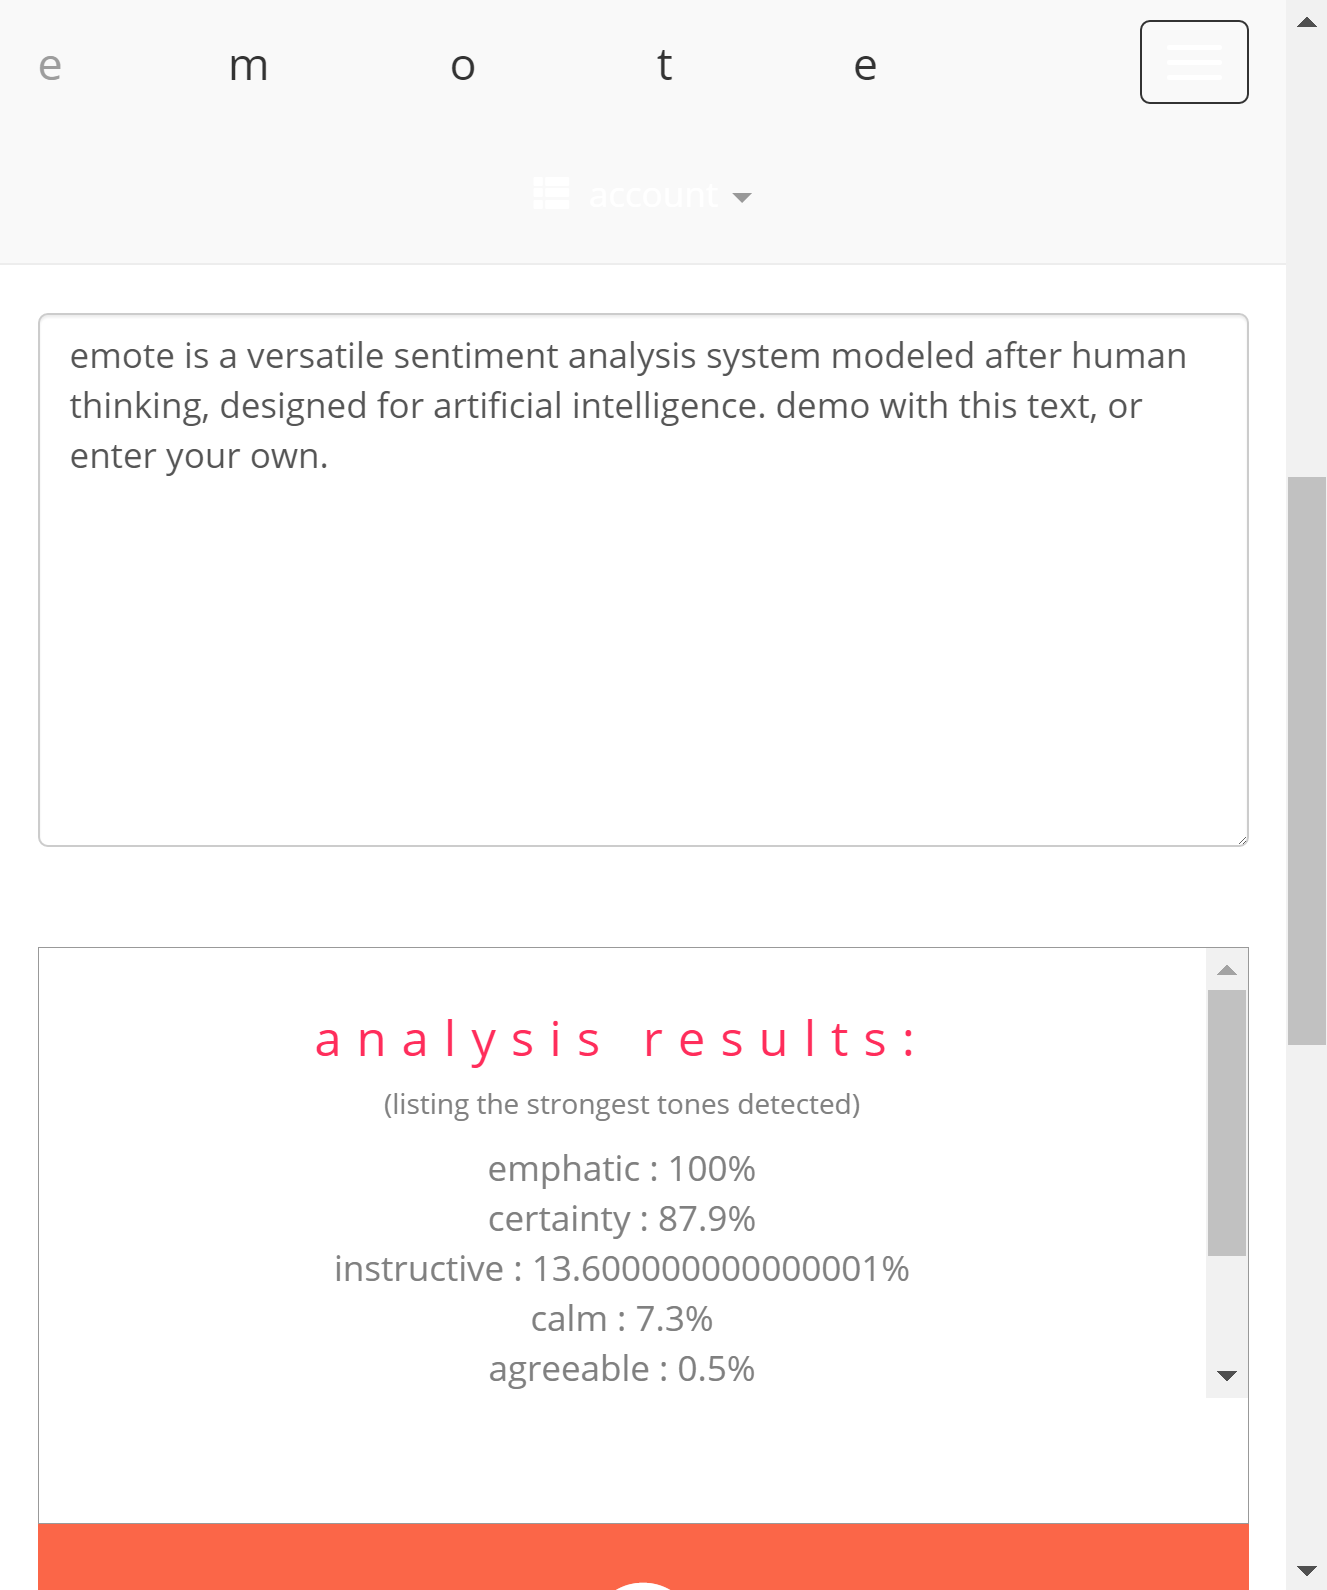 e m o t e
account
emote is a versatile sentiment analysis system modeled after human
thinking, designed for artificial intelligence. demo with this text, or
enter your own.
analysis results:
(listing the strongest tones detected)
emphatic : 100%
certainty : 87.9%
instructive : 13.600000000000001%
calm : 7.3%
agreeable : 0.5%